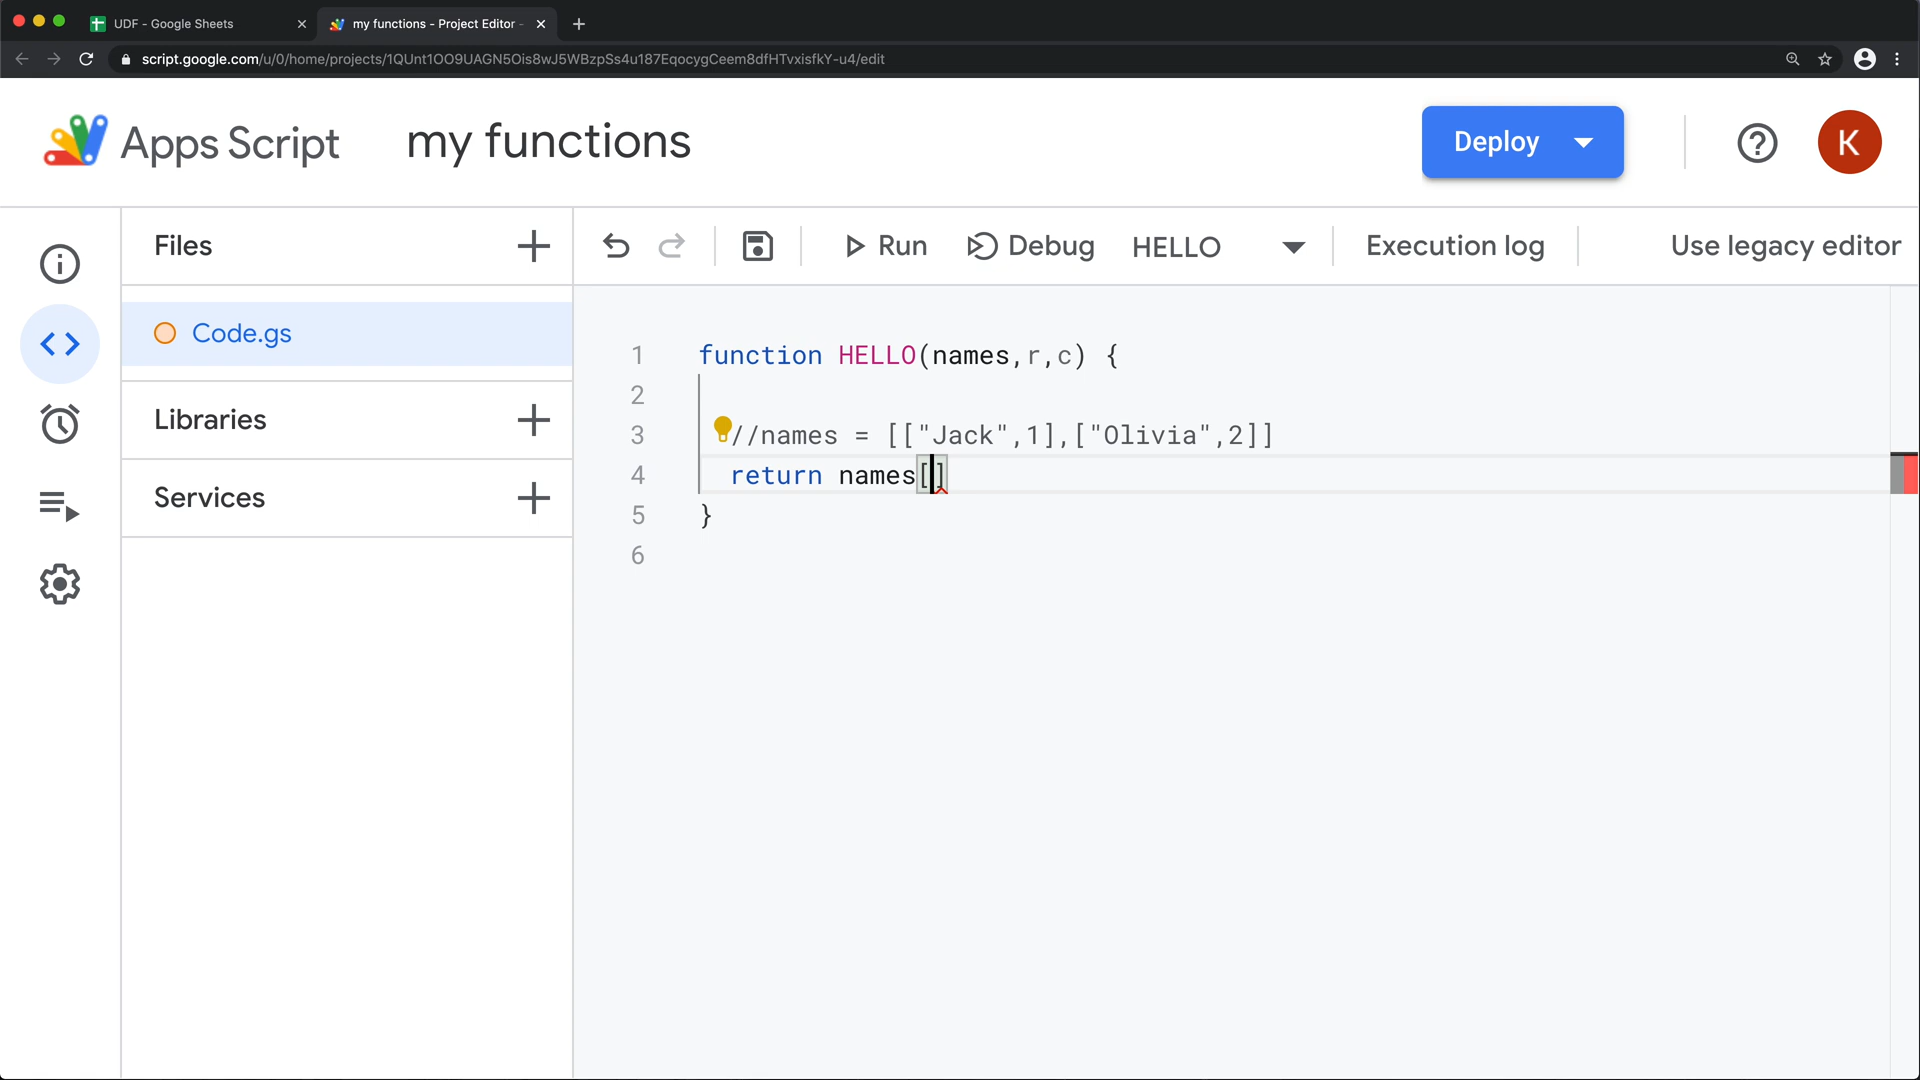 UDF - Google Sheets
my functions - Project Editor -
script.google.com/u/0/home/projects/1QUnt1OO9UAGN5Ois8wJ5WBzpSs4u187EqocygCeem8dfHTvxisfkY-u4/edit
Apps Script
my functions
Deploy
K
Files
Run
Debug
HELLO
Execution log
Use legacy editor
Code.gs
Libraries
Services
1 function HELLO(names,r,c) {
2
3 //names = [["Jack",1],["Olivia",2]]
4 return names[]
5 }
6